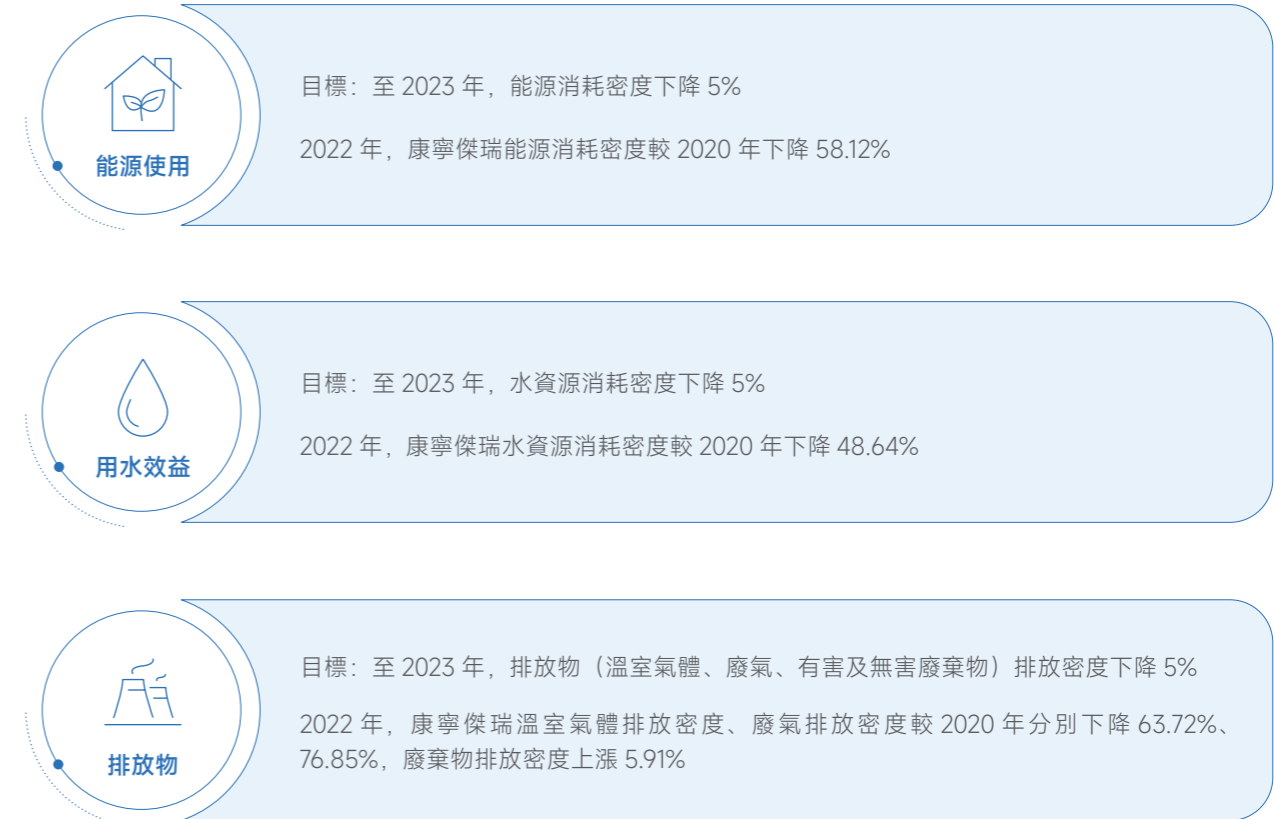 能源使用
目標：至 2023 年，能源消耗密度下降 5%
2022 年，康寧傑瑞能源消耗密度較 2020 年下降 58.12%
用水效益
目標：至 2023 年，水資源消耗密度下降 5%
2022 年，康寧傑瑞水資源消耗密度較 2020 年下降 48.64%
排放物
目標：至 2023 年，排放物（溫室氣體、廢氣、有害及無害廢棄物）排放密度下降 5%
2022 年，康寧傑瑞溫室氣體排放密度、廢氣排放密度較 2020 年分別下降 63.72%、
76.85%，廢棄物排放密度上漲 5.91%